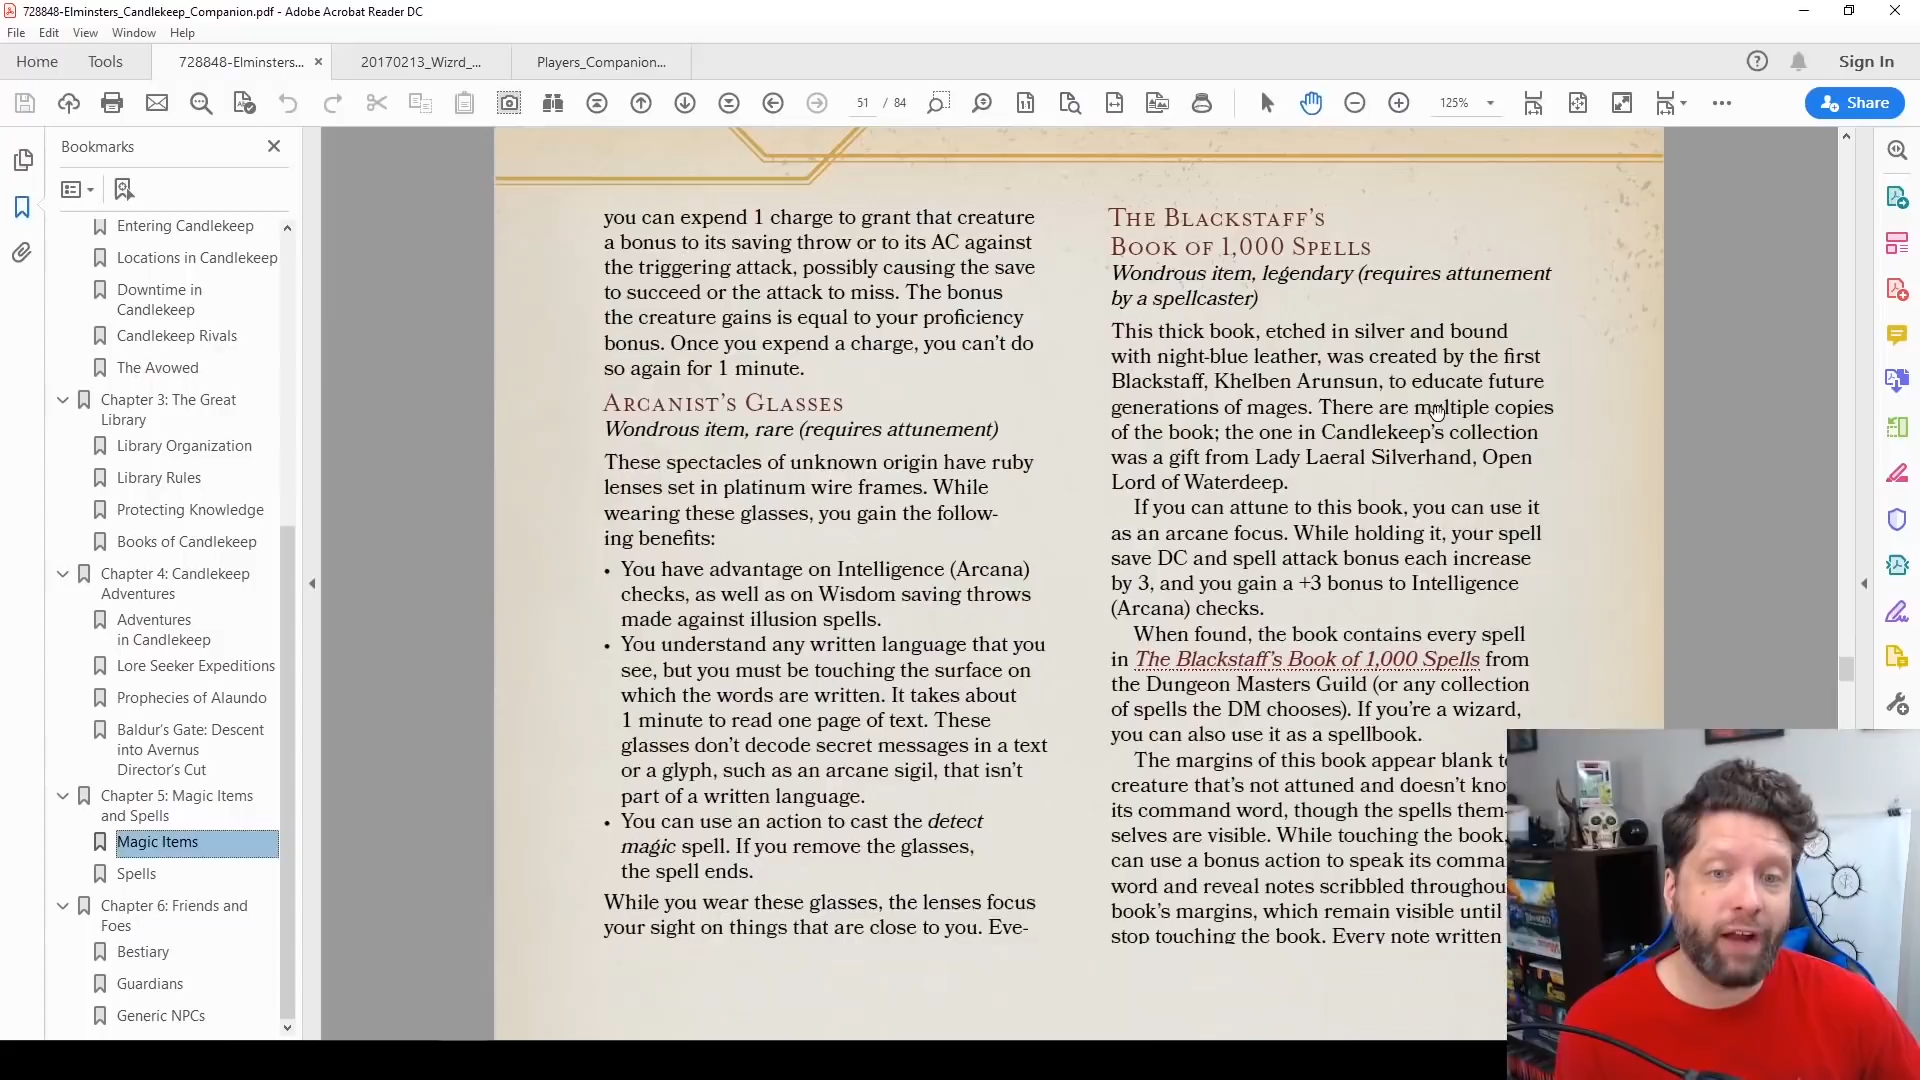 728848-Elminsters_Candlekeep_Companion.pdf - Adobe Acrobat Reader DC
File Edit View Window Help
Home Tools 728848-Elminsters... × 20170213_Wizrd_... Players_Companion... Sign In
51 / 84 125% Share
Bookmarks
Entering Candlekeep
Locations in Candlekeep
Downtime in
Candlekeep
Candlekeep Rivals
The Avowed
Chapter 3: The Great
Library
Library Organization
Library Rules
Protecting Knowledge
Books of Candlekeep
Chapter 4: Candlekeep
Adventures
Adventures
in Candlekeep
Lore Seeker Expeditions
Prophecies of Alaundo
Baldur's Gate: Descent
into Avernus
Director's Cut
Chapter 5: Magic Items
and Spells
Magic Items
Spells
Chapter 6: Friends and
Foes
Bestiary
Guardians
Generic NPCs
you can expend 1 charge to grant that creature
a bonus to its saving throw or to its AC against
the triggering attack, possibly causing the save
to succeed or the attack to miss. The bonus
the creature gains is equal to your proficiency
bonus. Once you expend a charge, you can't do
so again for 1 minute.
Arcanist's Glasses
Wondrous item, rare (requires attunement)
These spectacles of unknown origin have ruby
lenses set in platinum wire frames. While
wearing these glasses, you gain the follow-
ing benefits:
• You have advantage on Intelligence (Arcana)
checks, as well as on Wisdom saving throws
made against illusion spells.
• You understand any written language that you
see, but you must be touching the surface on
which the words are written. It takes about
1 minute to read one page of text. These
glasses don't decode secret messages in a text
or a glyph, such as an arcane sigil, that isn't
part of a written language.
• You can use an action to cast the detect
magic spell. If you remove the glasses,
the spell ends.
While you wear these glasses, the lenses focus
your sight on things that are close to you. Eve-
The Blackstaff's
Book of 1,000 Spells
Wondrous item, legendary (requires attunement
by a spellcaster)
This thick book, etched in silver and bound
with night-blue leather, was created by the first
Blackstaff, Khelben Arunsun, to educate future
generations of mages. There are multiple copies
of the book; the one in Candlekeep's collection
was a gift from Lady Laeral Silverhand, Open
Lord of Waterdeep.
If you can attune to this book, you can use it
as an arcane focus. While holding it, your spell
save DC and spell attack bonus each increase
by 3, and you gain a +3 bonus to Intelligence
(Arcana) checks.
When found, the book contains every spell
in The Blackstaff's Book of 1,000 Spells from
the Dungeon Masters Guild (or any collection
of spells the DM chooses). If you're a wizard,
you can also use it as a spellbook.
The margins of this book appear blank
creature that's not attuned and doesn't
its command word, though the spells them-
selves are visible. While touching the book,
can use a bonus action to speak its
word and reveal notes scribbled
book's margins, which remain visible until
stop touching the book. Every note written